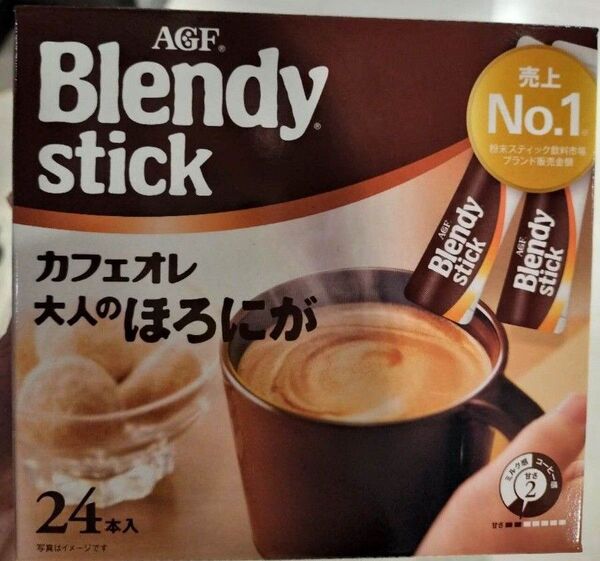 AGF®
Blendy®
stick
売上
No.1
粉末スティック飲料市場
ブランド販売金額
AGF
Blendy
stick
AGF
Blendy
stick
カフェオレ
大人のほろにが
ミルク感
コーヒー感
甘さ
2
甘さ
24本入
写真はイメージです